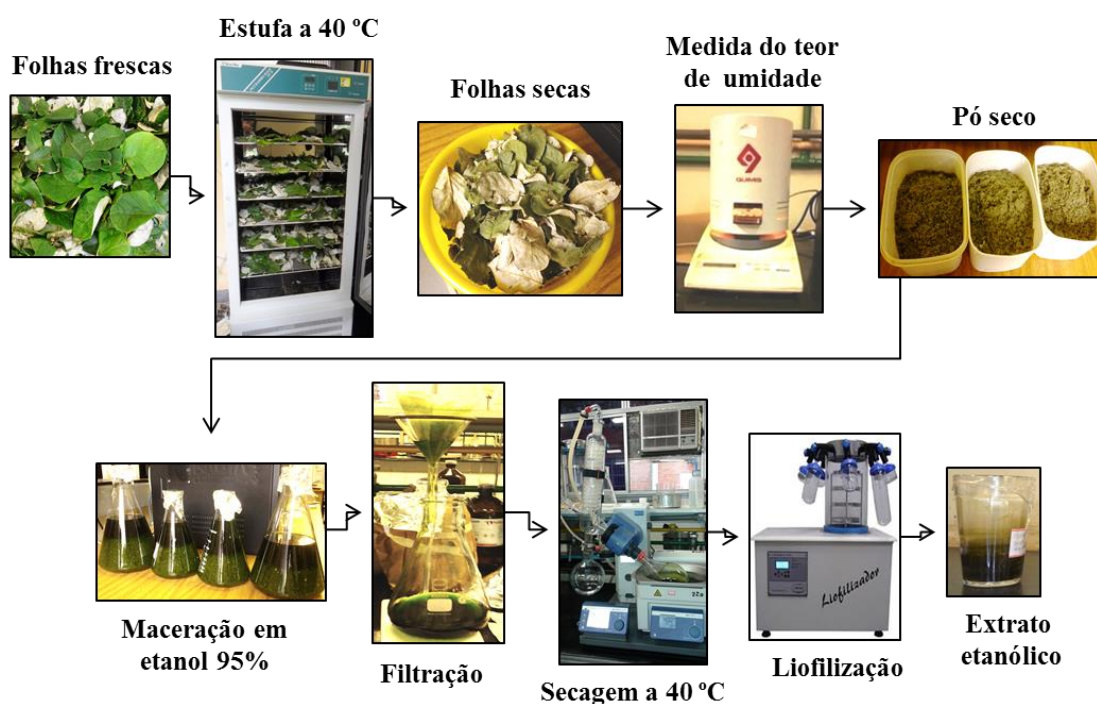 Folhas frescas
Estufa a 40 ºC
Folhas secas
Medida do teor
de umidade
Pó seco
Maceração em
etanol 95%
Filtração
Secagem a 40 ºC
Liofilizador
Liofilização
Extrato
etanólico